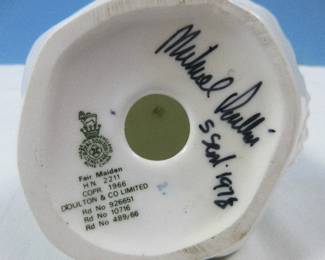 Michael Doulton
5 Sept 1978
Fair Maiden
H N 2211
COPR. 1966
DOULTON & CO LIMITED
Rd No 926651
Rd No 10716
Rd No 489/66